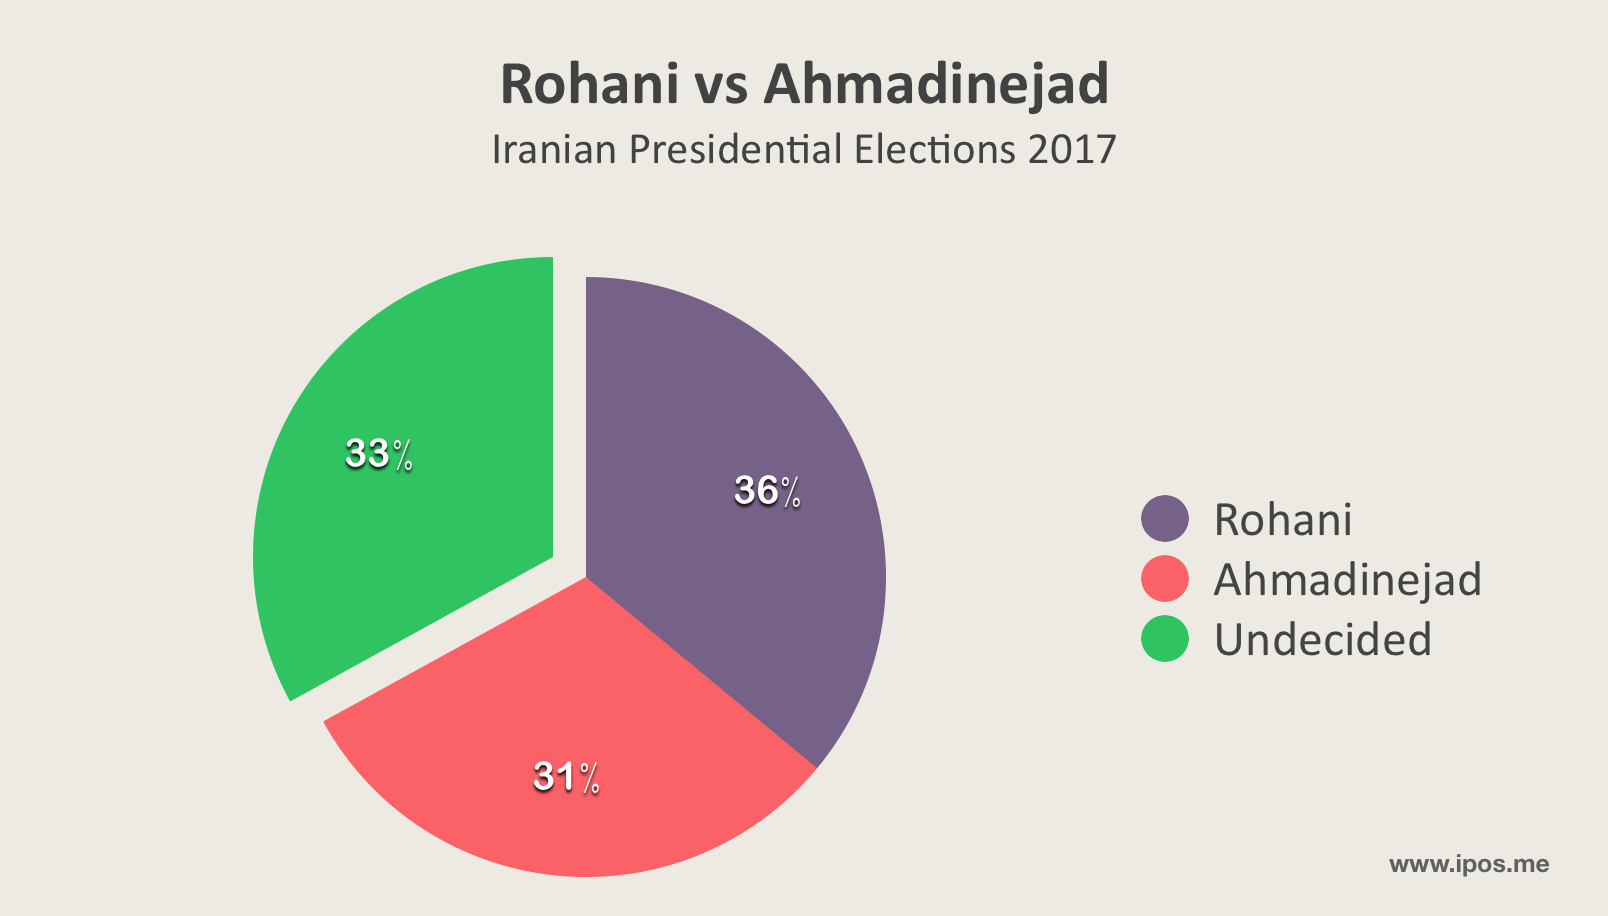 Rohani vs Ahmadinejad
Iranian Presidential Elections 2017
33%
36%
31%
Rohani
Ahmadinejad
Undecided
www.ipos.me